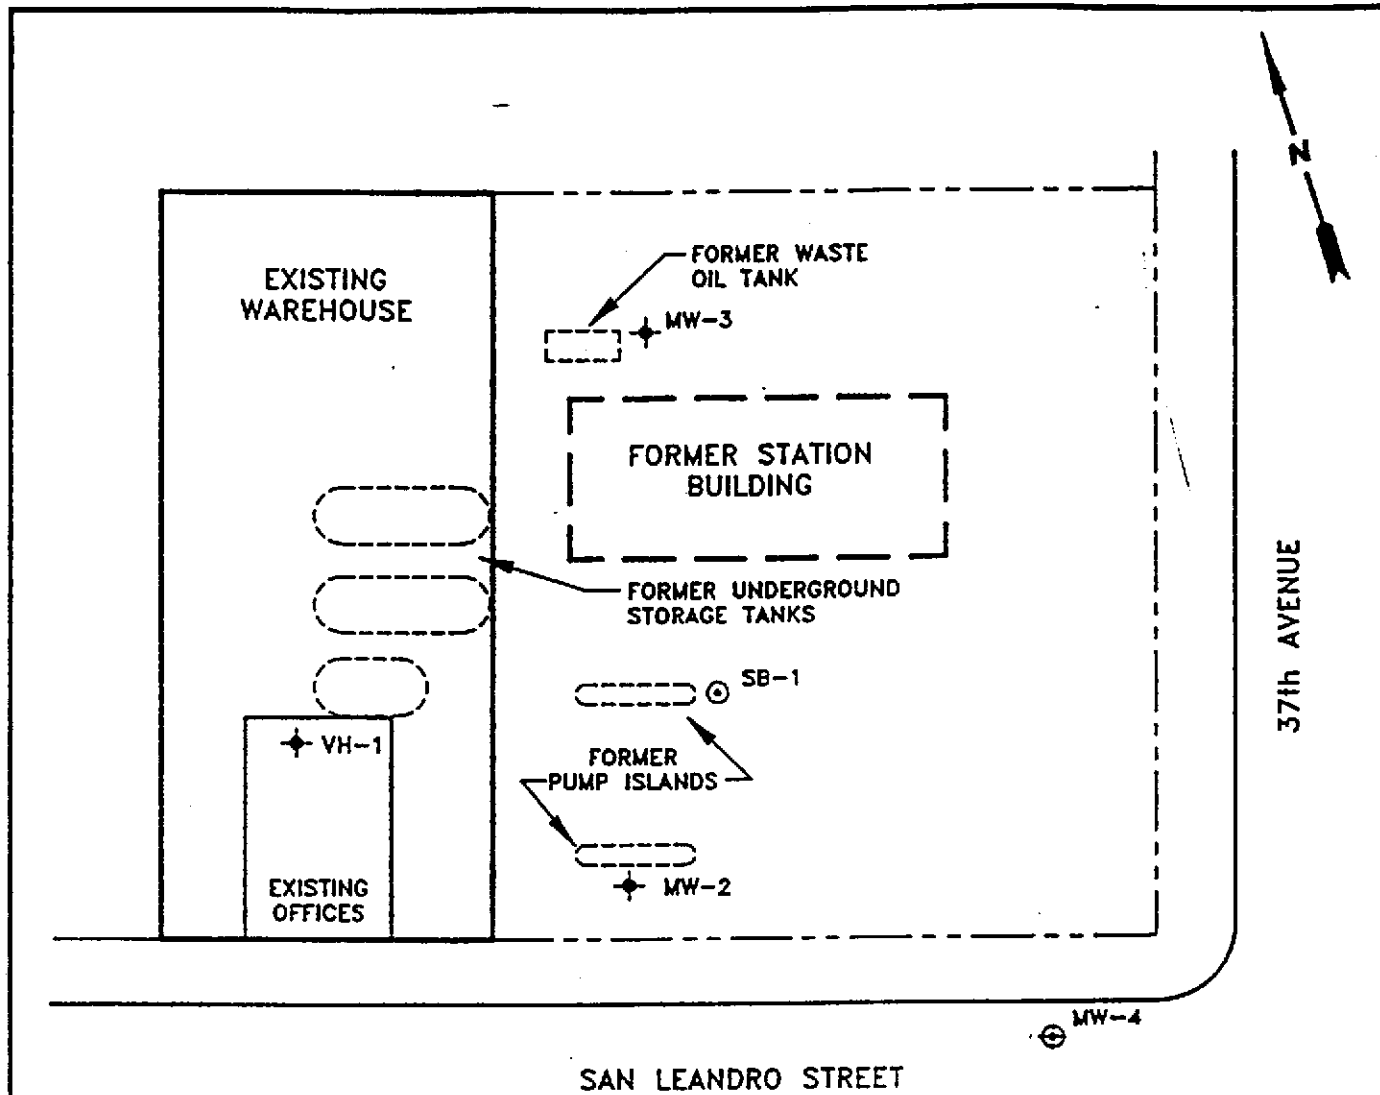 N
FORMER WASTE
OIL TANK
EXISTING
WAREHOUSE
MW-3
FORMER STATION
BUILDING
FORMER UNDERGROUND
STORAGE TANKS
37th AVENUE
SB-1
VH-1
FORMER
PUMP ISLANDS
EXISTING
OFFICES
MW-2
MW-4
SAN LEANDRO STREET